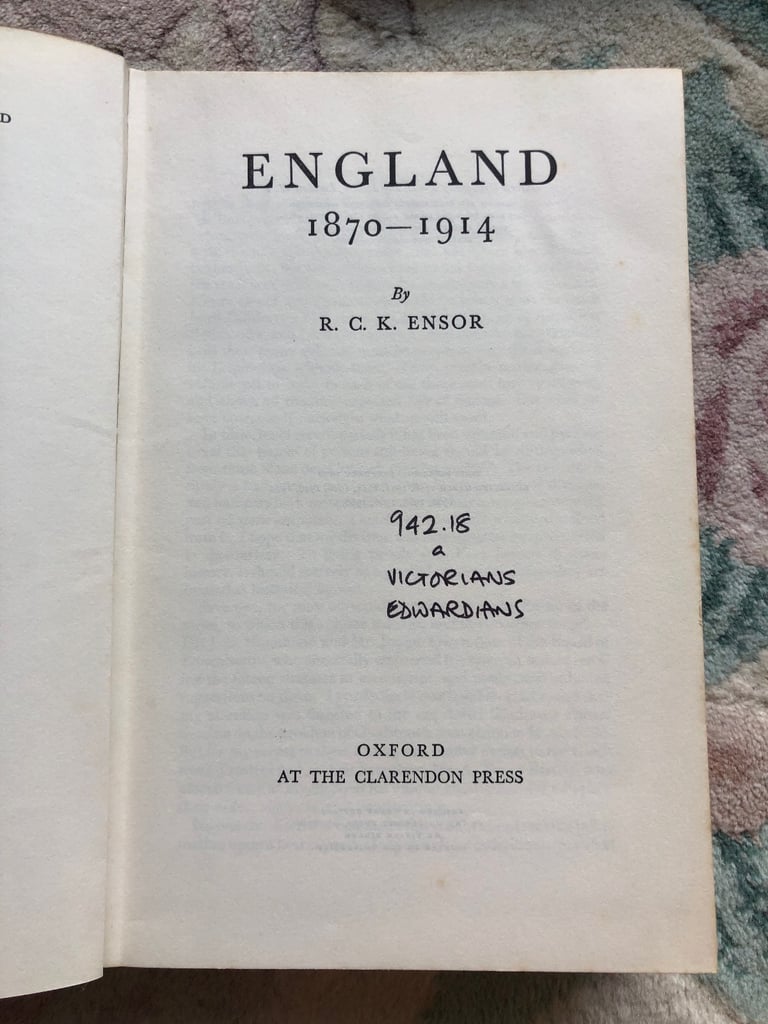 D
ENGLAND
1870—1914
By
R. C. K. ENSOR
942.18
a
VICTORIANS
EDWARDIANS
OXFORD
AT THE CLARENDON PRESS